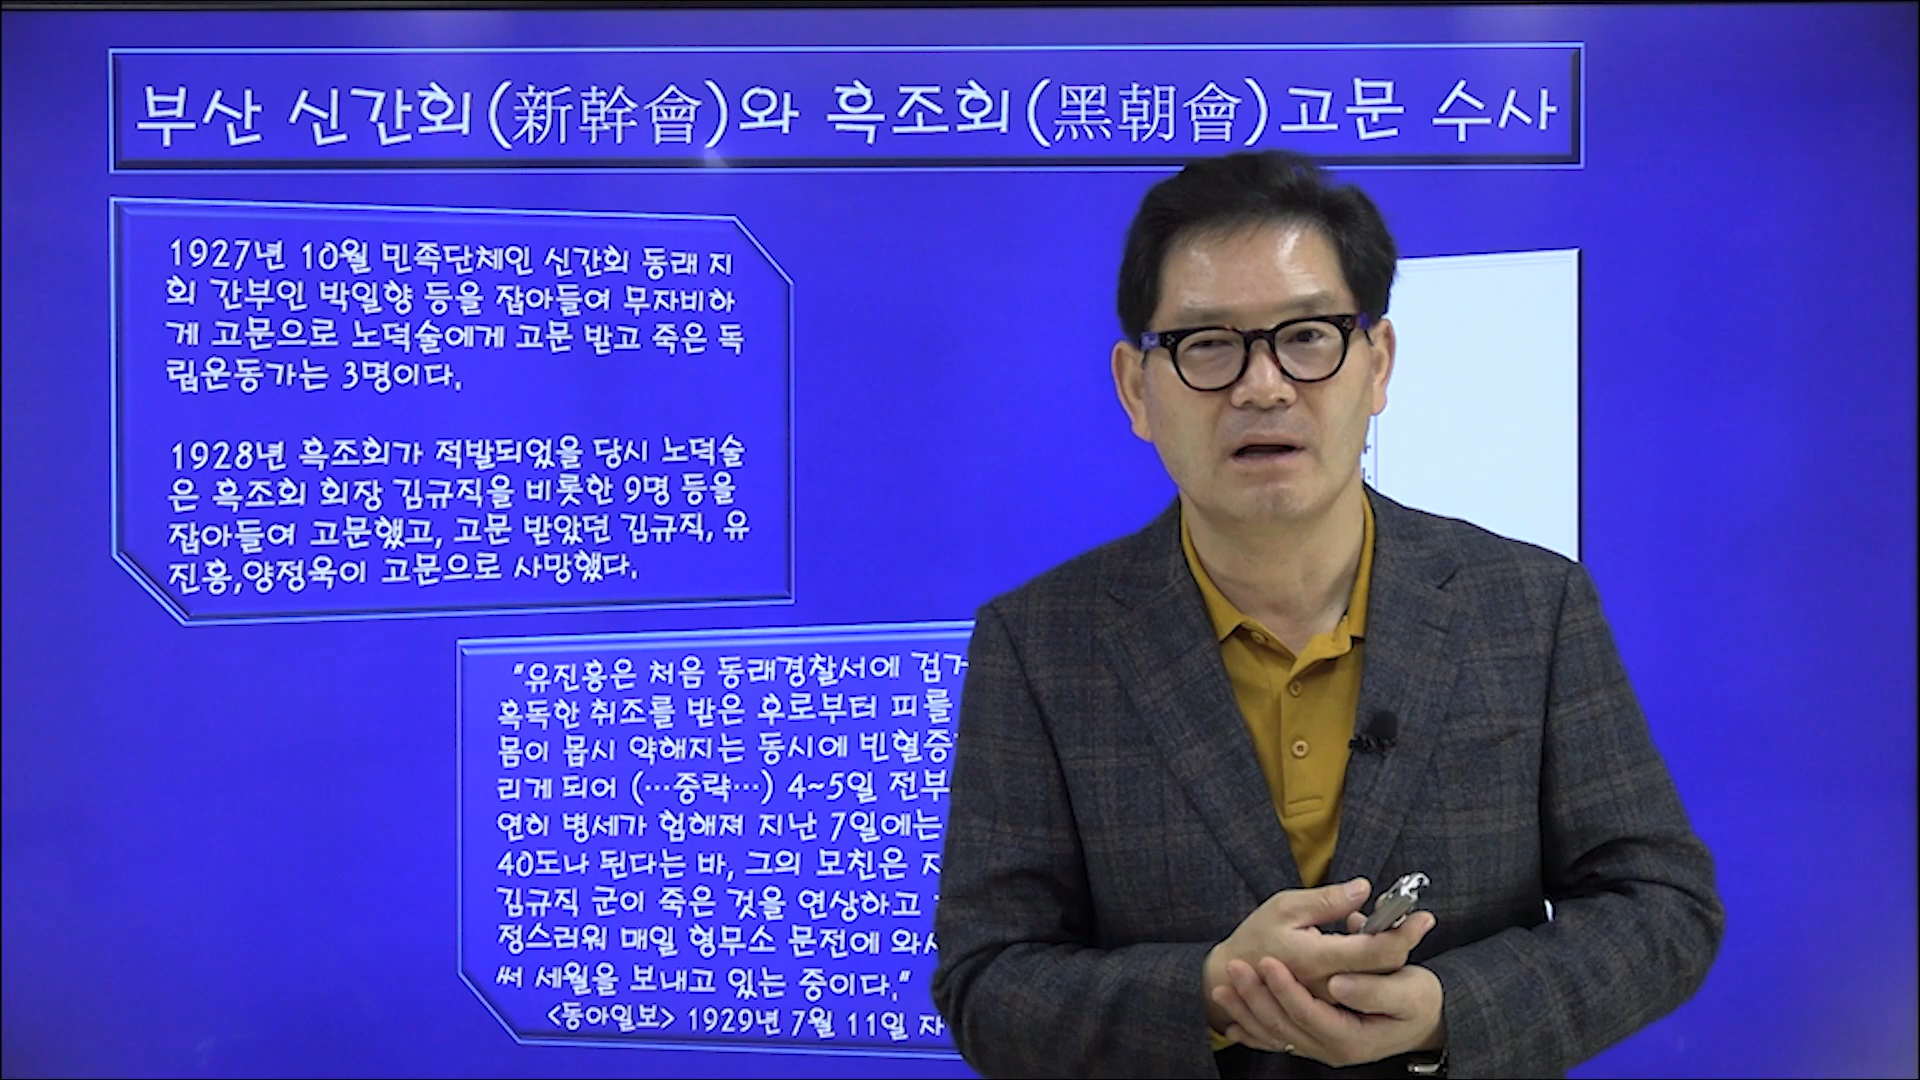 부산 신간회(新幹會)와 흑조회(黑朝會)고문 수사
1927년 10월 민족단체인 신간회 동래 지
회 간부인 박일향 등을 잡아들여 무자비하
게 고문으로 노덕술에게 고문 받고 죽은 독
립운동가는 3명이다.
1928년 흑조회가 적발되었을 당시 노덕술
은 흑조회 회장 김규직을 비롯한 9명 등을
잡아들여 고문했고, 고문 받았던 김규직, 유
진흥,양정욱이 고문으로 사망했다.
"유진흥은 처음 동래경찰서에 검거
혹독한 취조를 받은 후로부터 피를
몸이 몹시 약해지는 동시에 빈혈증
리게 되어 (…중략…) 4~5일 전부
연히 병세가 험해져 지난 7일에는
40도나 된다는 바, 그의 모친은
김규직 군이 죽은 것을 연상하고
정스러워 매일 형무소 문전에 와서
써 세월을 보내고 있는 중이다."
<동아일보> 1929년 7월 11일 자